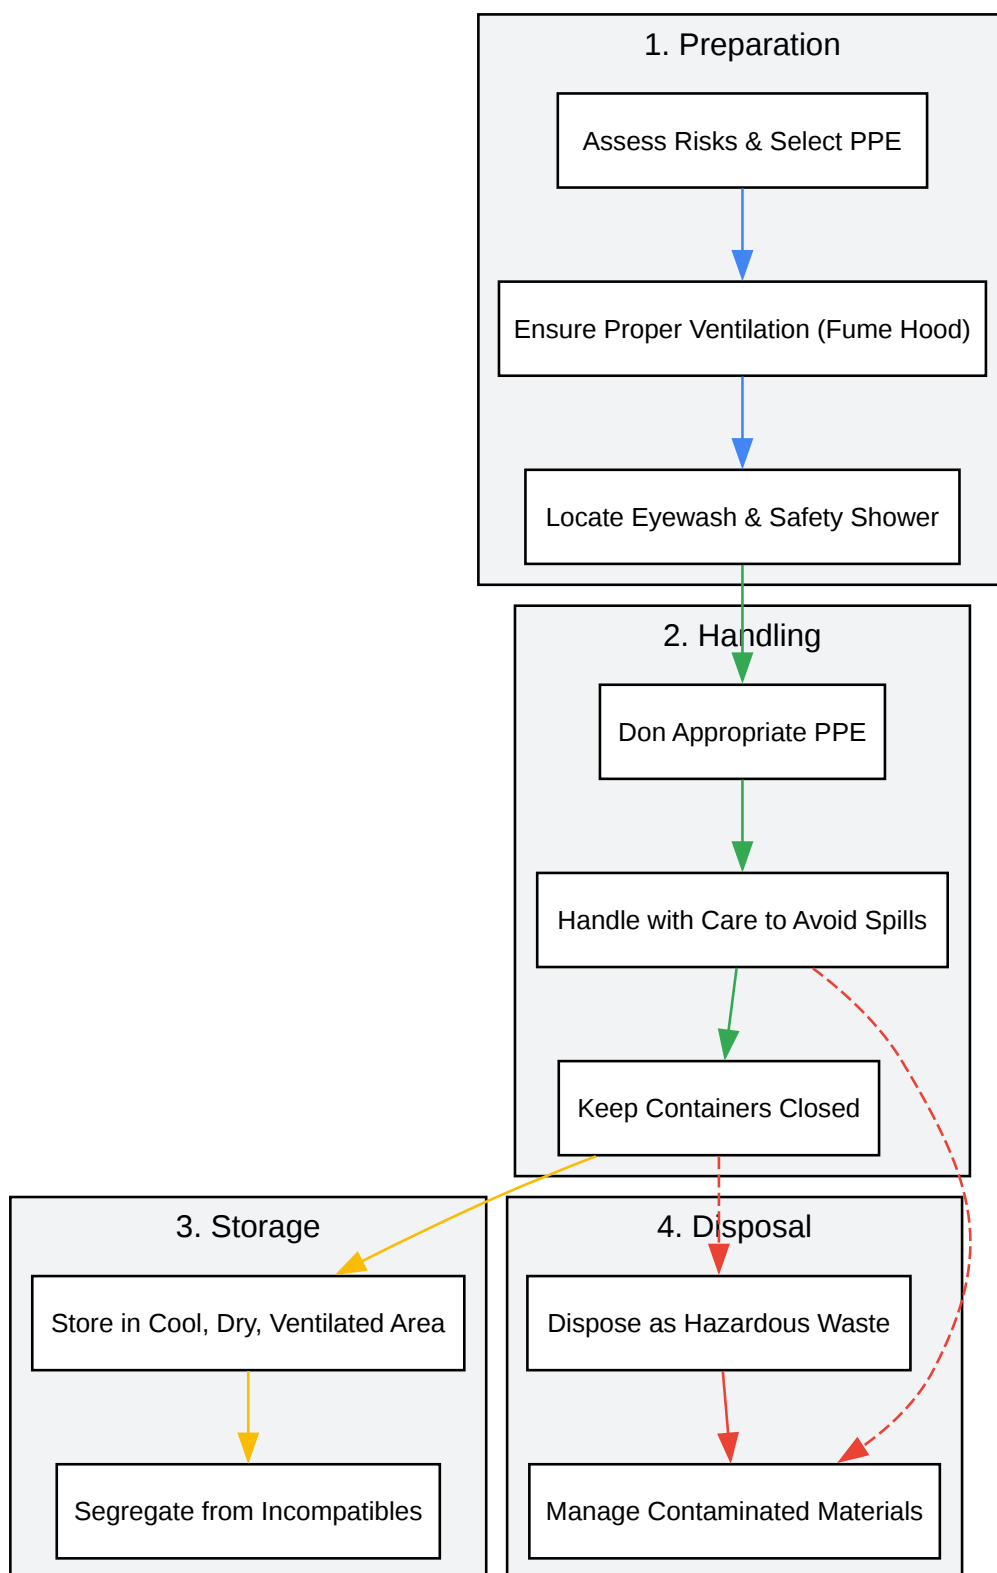 1. Preparation
Assess Risks & Select PPE
Ensure Proper Ventilation (Fume Hood)
Locate Eyewash & Safety Shower
2. Handling
Don Appropriate PPE
Handle with Care to Avoid Spills
Keep Containers Closed
3. Storage
Store in Cool, Dry, Ventilated Area
Segregate from Incompatibles
4. Disposal
Dispose as Hazardous Waste
Manage Contaminated Materials